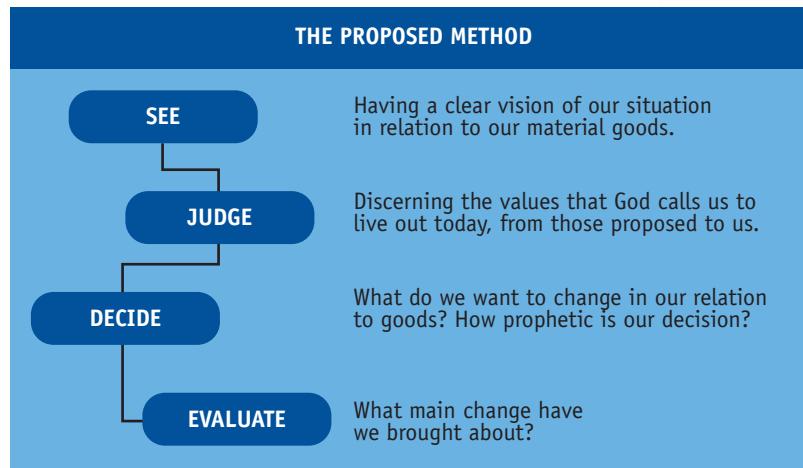 THE PROPOSED METHOD
SEE
Having a clear vision of our situation
in relation to our material goods.
JUDGE
Discerning the values that God calls us to
live out today, from those proposed to us.
DECIDE
What do we want to change in our relation
to goods? How prophetic is our decision?
EVALUATE
What main change have
we brought about?